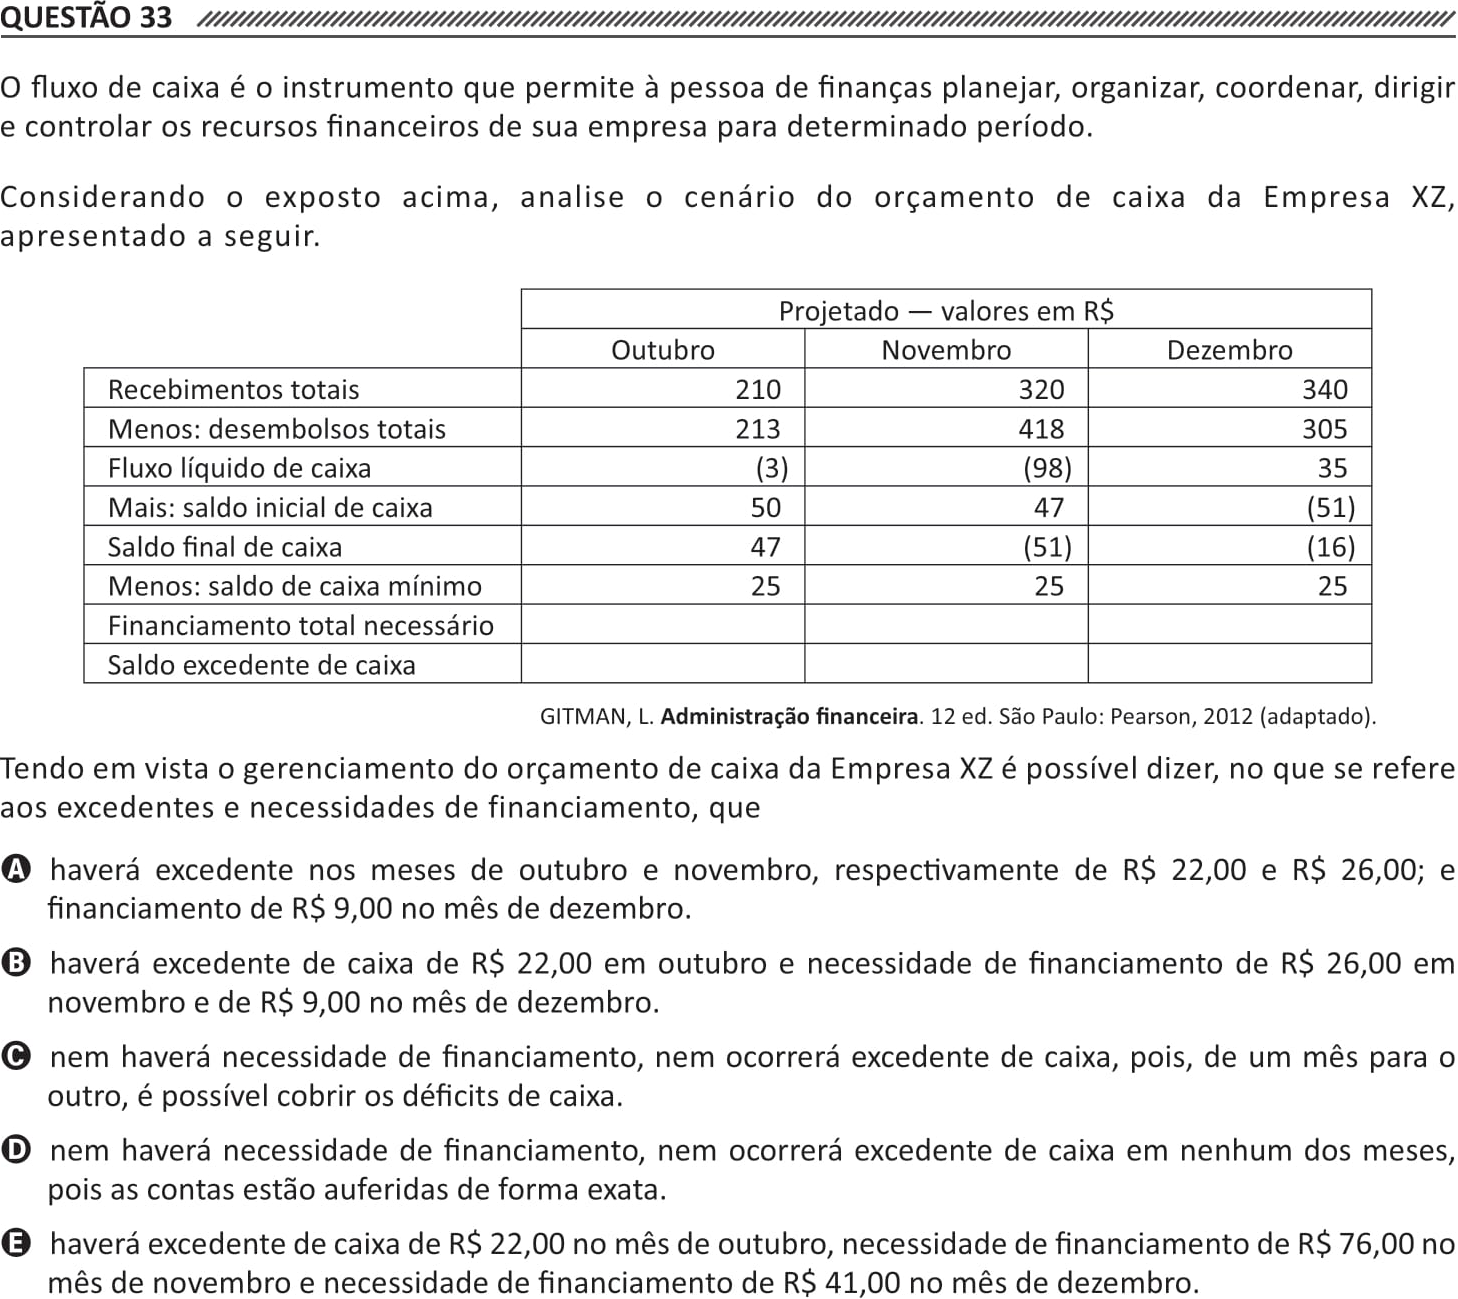 QUESTÃO 33
O fluxo de caixa é o instrumento que permite à pessoa de finanças planejar, organizar, coordenar, dirigir
e controlar os recursos financeiros de sua empresa para determinado período.
Considerando o exposto acima, analise o cenário do orçamento de caixa da Empresa XZ,
apresentado a seguir.
Projetado — valores em R$
Outubro Novembro Dezembro
Recebimentos totais 210 320 340
Menos: desembolsos totais 213 418 305
Fluxo líquido de caixa (3) (98) 35
Mais: saldo inicial de caixa 50 47 (51)
Saldo final de caixa 47 (51) (16)
Menos: saldo de caixa mínimo 25 25 25
Financiamento total necessário
Saldo excedente de caixa
GITMAN, L. Administração financeira. 12 ed. São Paulo: Pearson, 2012 (adaptado).
Tendo em vista o gerenciamento do orçamento de caixa da Empresa XZ é possível dizer, no que se refere
aos excedentes e necessidades de financiamento, que
A haverá excedente nos meses de outubro e novembro, respectivamente de R$ 22,00 e R$ 26,00; e
financiamento de R$ 9,00 no mês de dezembro.
B haverá excedente de caixa de R$ 22,00 em outubro e necessidade de financiamento de R$ 26,00 em
novembro e de R$ 9,00 no mês de dezembro.
C nem haverá necessidade de financiamento, nem ocorrerá excedente de caixa, pois, de um mês para o
outro, é possível cobrir os déficits de caixa.
D nem haverá necessidade de financiamento, nem ocorrerá excedente de caixa em nenhum dos meses,
pois as contas estão auferidas de forma exata.
E haverá excedente de caixa de R$ 22,00 no mês de outubro, necessidade de financiamento de R$ 76,00 no
mês de novembro e necessidade de financiamento de R$ 41,00 no mês de dezembro.